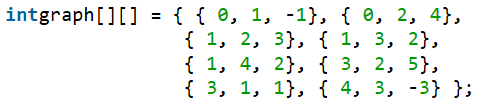 intgraph[][] = { { 0, 1, -1}, { 0, 2, 4},
{ 1, 2, 3}, { 1, 3, 2},
{ 1, 4, 2}, { 3, 2, 5},
{ 3, 1, 1}, { 4, 3, -3} };